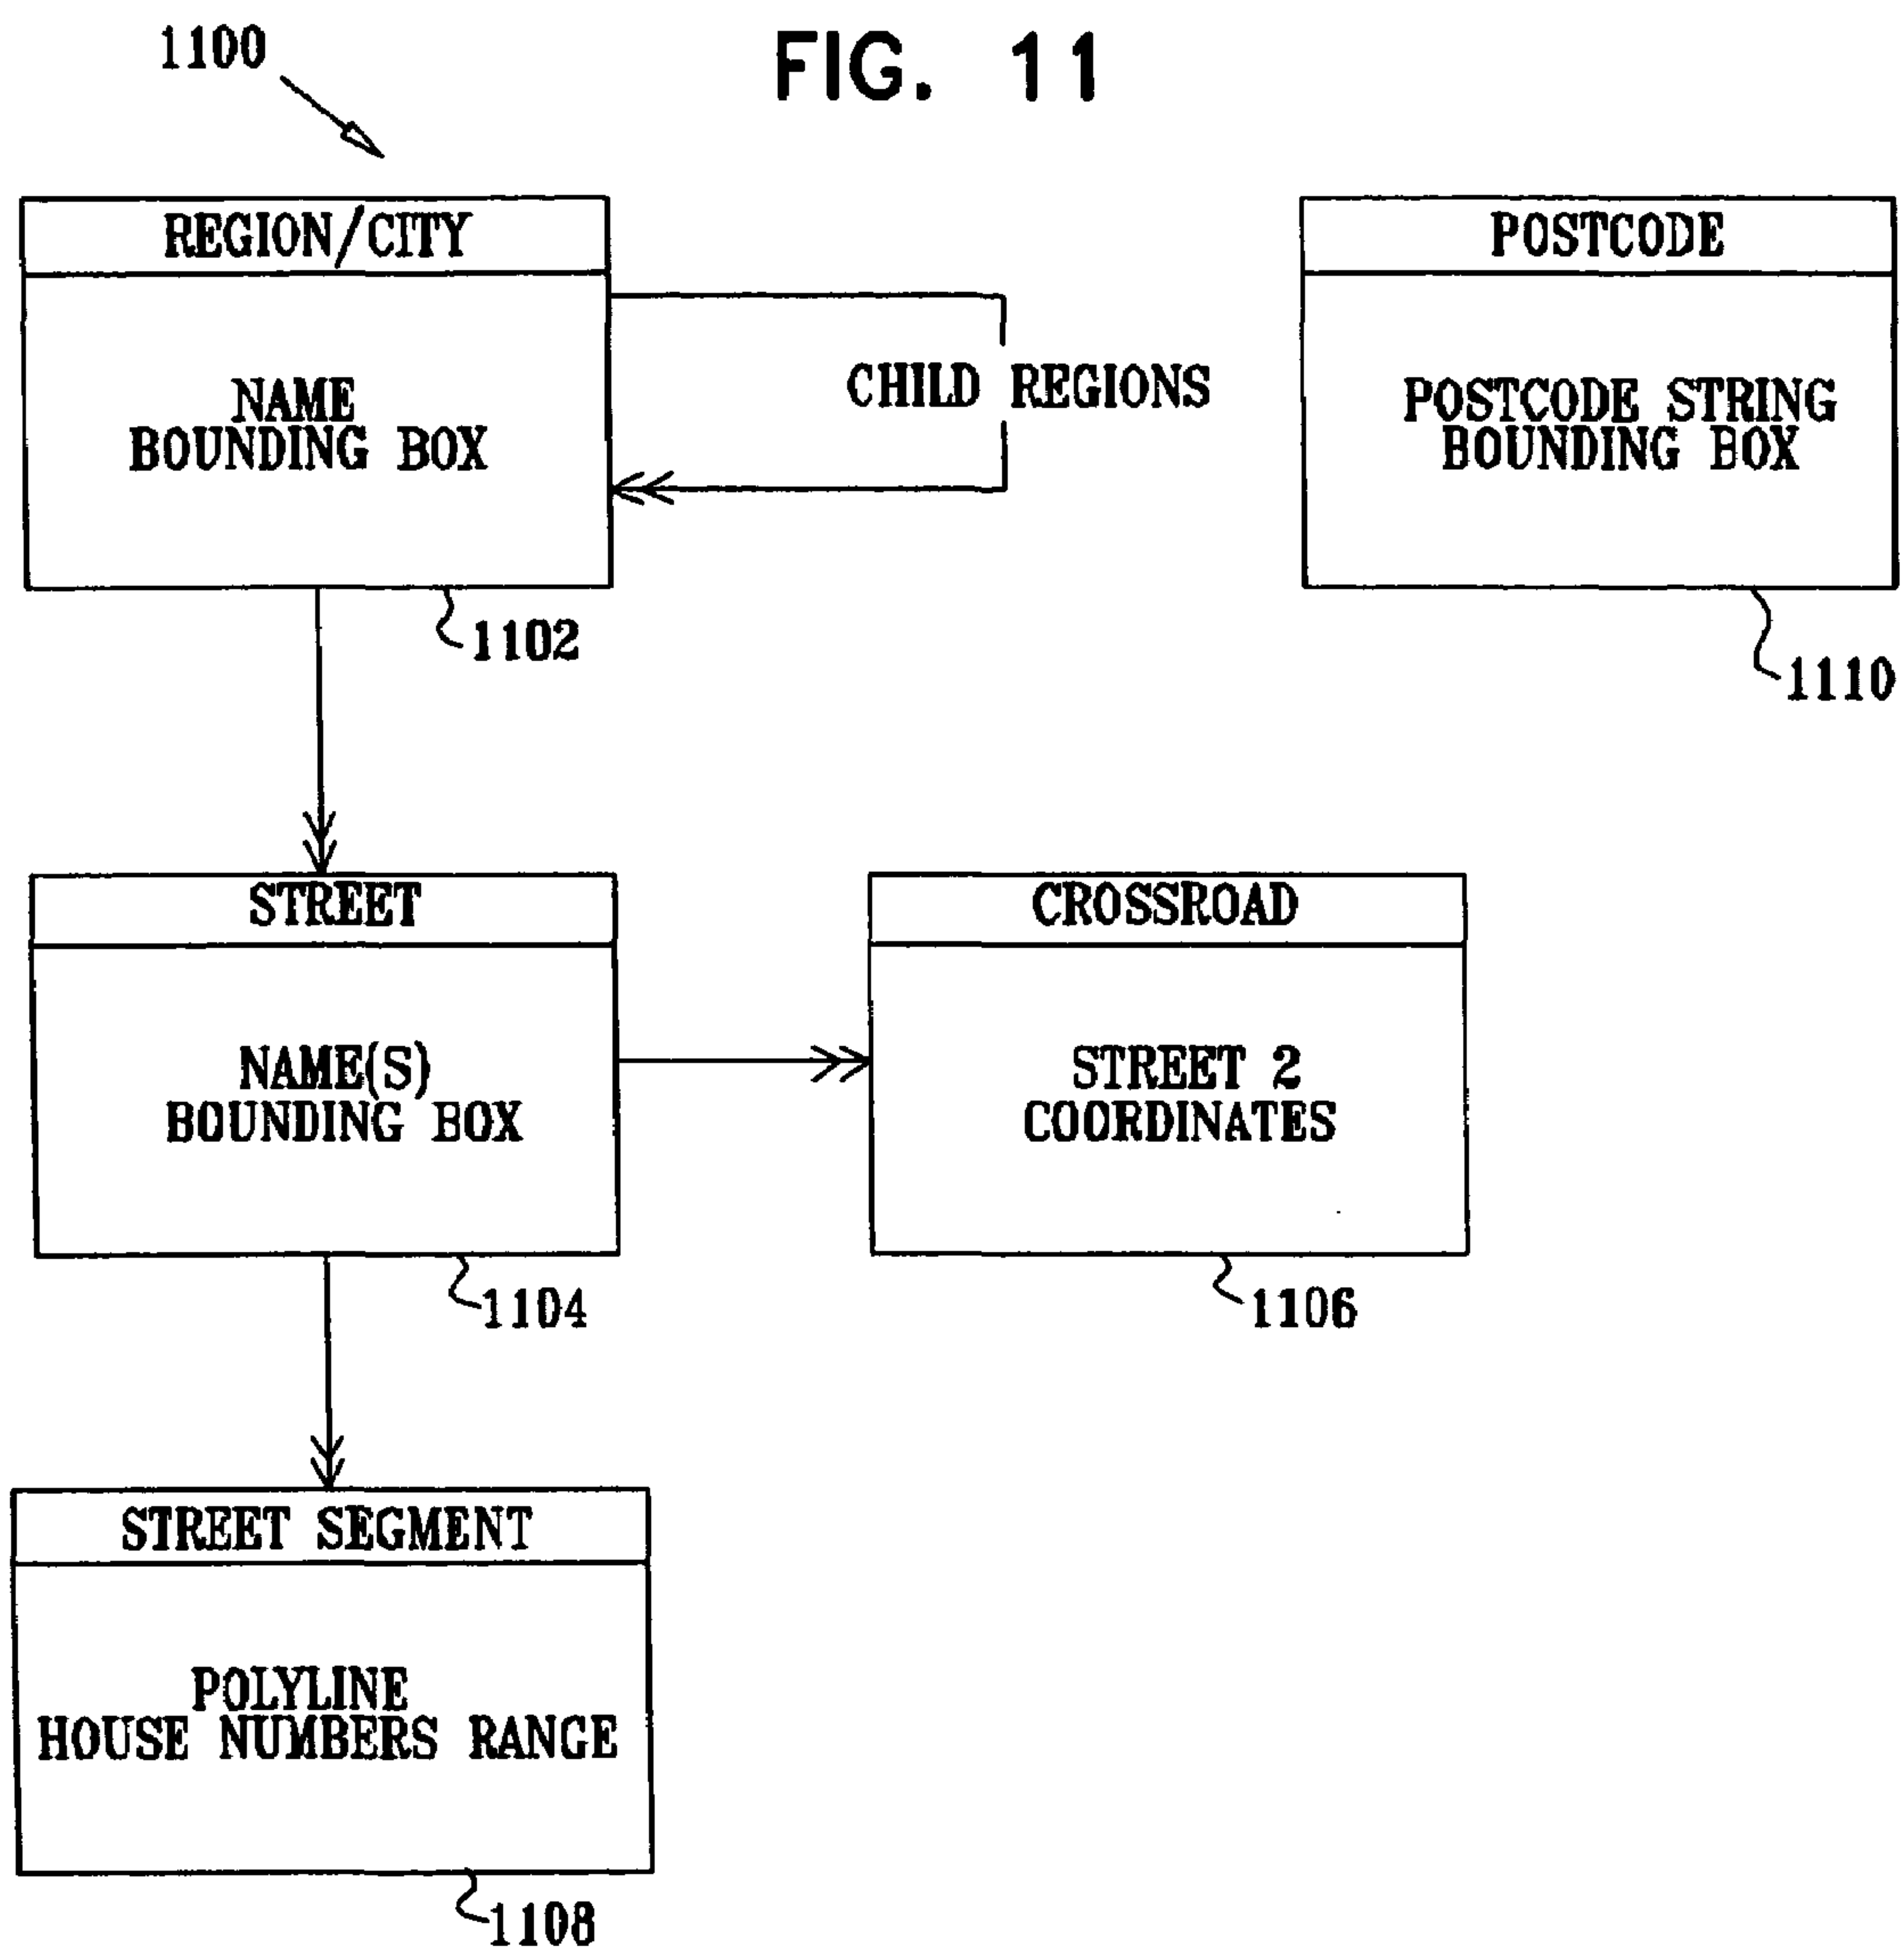 1100
FIG. 11
REGION/CITY
NAME
BOUNDING BOX
CHILD REGIONS
1102
POSTCODE
POSTCODE STRING
BOUNDING BOX
1110
STREET
NAME(S)
BOUNDING BOX
1104
CROSSROAD
STREET 2
COORDINATES
1106
STREET SEGMENT
POLYLINE
HOUSE NUMBERS RANGE
1108